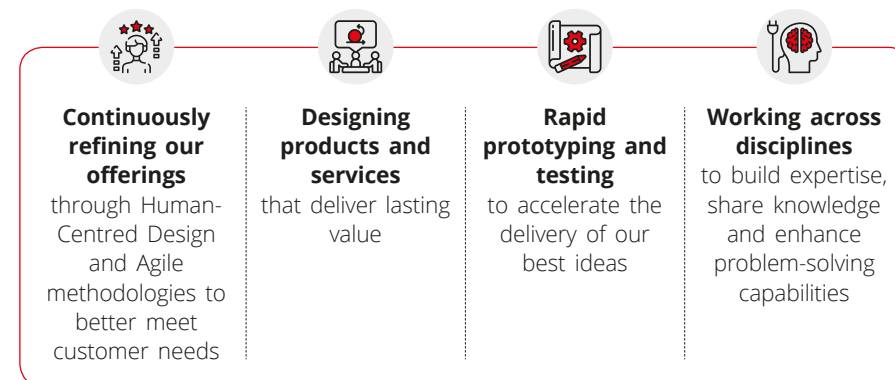 Continuously
refining our
offerings
through Human-
Centred Design
and Agile
methodologies to
better meet
customer needs
Designing
products and
services
that deliver lasting
value
Rapid
prototyping and
testing
to accelerate the
delivery of our
best ideas
Working across
disciplines
to build expertise,
share knowledge
and enhance
problem-solving
capabilities